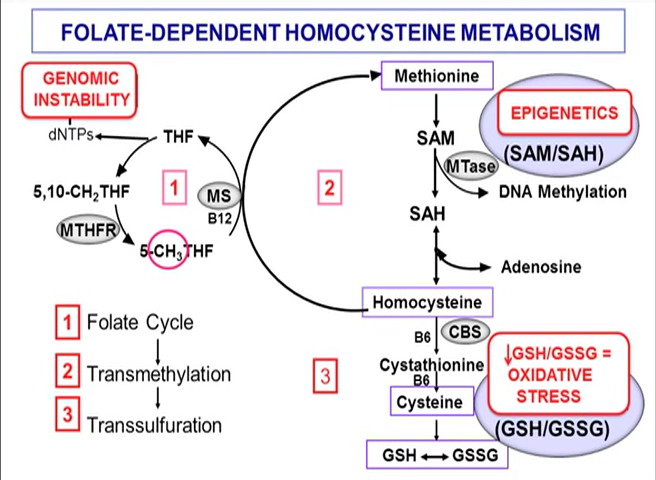 FOLATE-DEPENDENT HOMOCYSTEINE METABOLISM
GENOMIC
INSTABILITY
dNTPs
THF
5,10-CH₂THF
1
MS
B12
MTHFR
5-CH₃THF
2
Methionine
SAM
MTase
SAH
EPIGENETICS
(SAM/SAH)
DNA Methylation
Adenosine
Homocysteine
B6
CBS
Cystathionine
B6
Cysteine
GSH ↔ GSSG
3
↓GSH/GSSG =
OXIDATIVE
STRESS
(GSH/GSSG)
1 Folate Cycle
2 Transmethylation
3 Transsulfuration